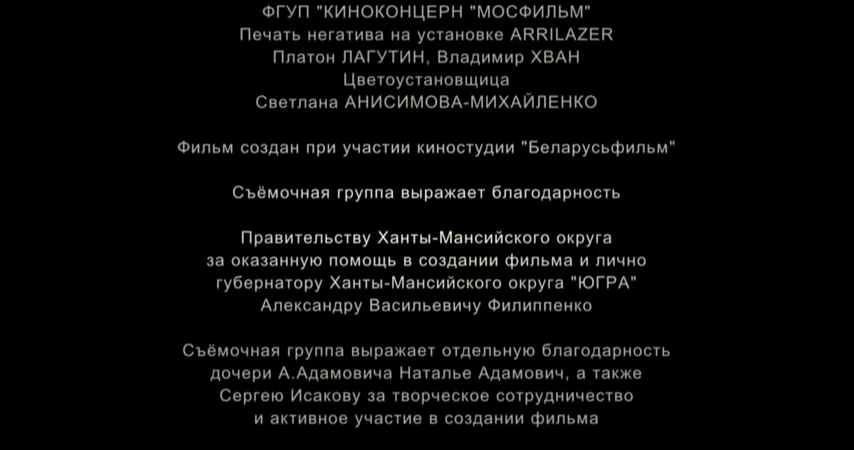 ФГУП "КИНОКОНЦЕРН "МОСФИЛЬМ"
Печать негатива на установке ARRILAZER
Платон ЛАГУТИН, Владимир ХВАН
Цветоустановщица
Светлана АНИСИМОВА-МИХАЙЛЕНКО
Фильм создан при участии киностудии "Беларусьфильм"
Съёмочная группа выражает благодарность
Правительству Ханты-Мансийского округа
за оказанную помощь в создании фильма и лично
губернатору Ханты-Мансийского округа "ЮГРА"
Александру Васильевичу Филиппенко
Съёмочная группа выражает отдельную благодарность
дочери А.Адамовича Наталье Адамович, а также
Сергею Исакову за творческое сотрудничество
и активное участие в создании фильма